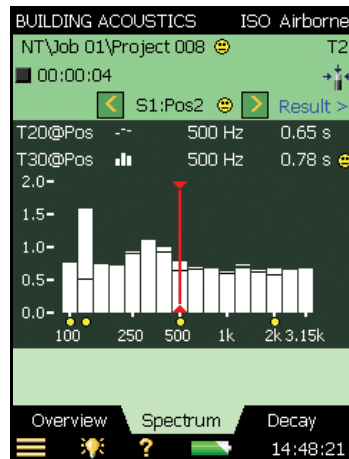 BUILDING ACOUSTICS ISO Airborne
NT\Job 01\Project 008 T2
00:00:04
< S1:Pos2 > Result >
T20@Pos 500 Hz 0.65 s
T30@Pos 500 Hz 0.78 s
2.0
1.5
1.0
0.5
0.0
100 250 500 1k 2k 3.15k
Overview Spectrum Decay
? 14:48:21